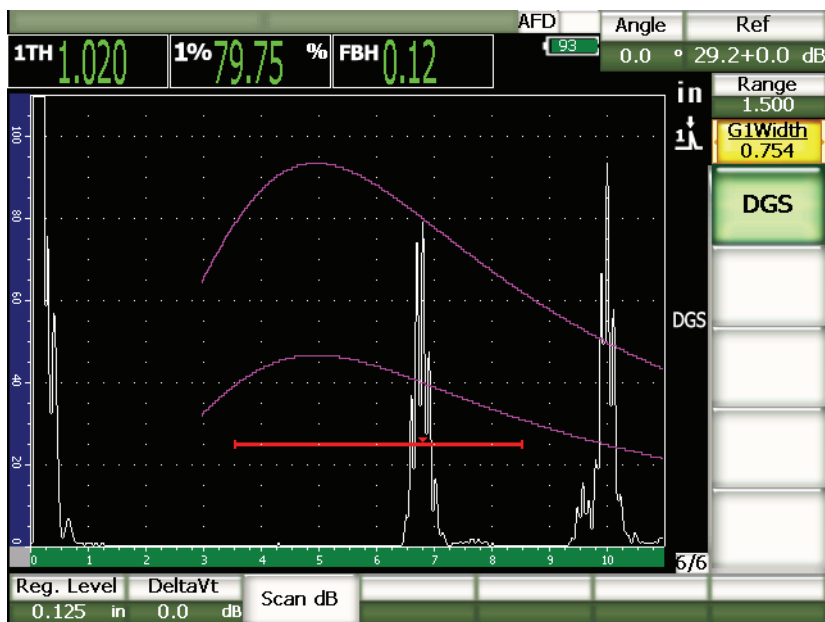 AFD
93
Angle
0.0 °
Ref
29.2+0.0 dB
1TH 1.020
1% 79.75 %
FBH 0.12
in
Range
1.500
1
G1Width
0.754
DGS
DGS
100
80
60
40
20
0
0 1 2 3 4 5 6 7 8 9 10
6/6
Reg. Level
0.125 in
DeltaVt
0.0 dB
Scan dB